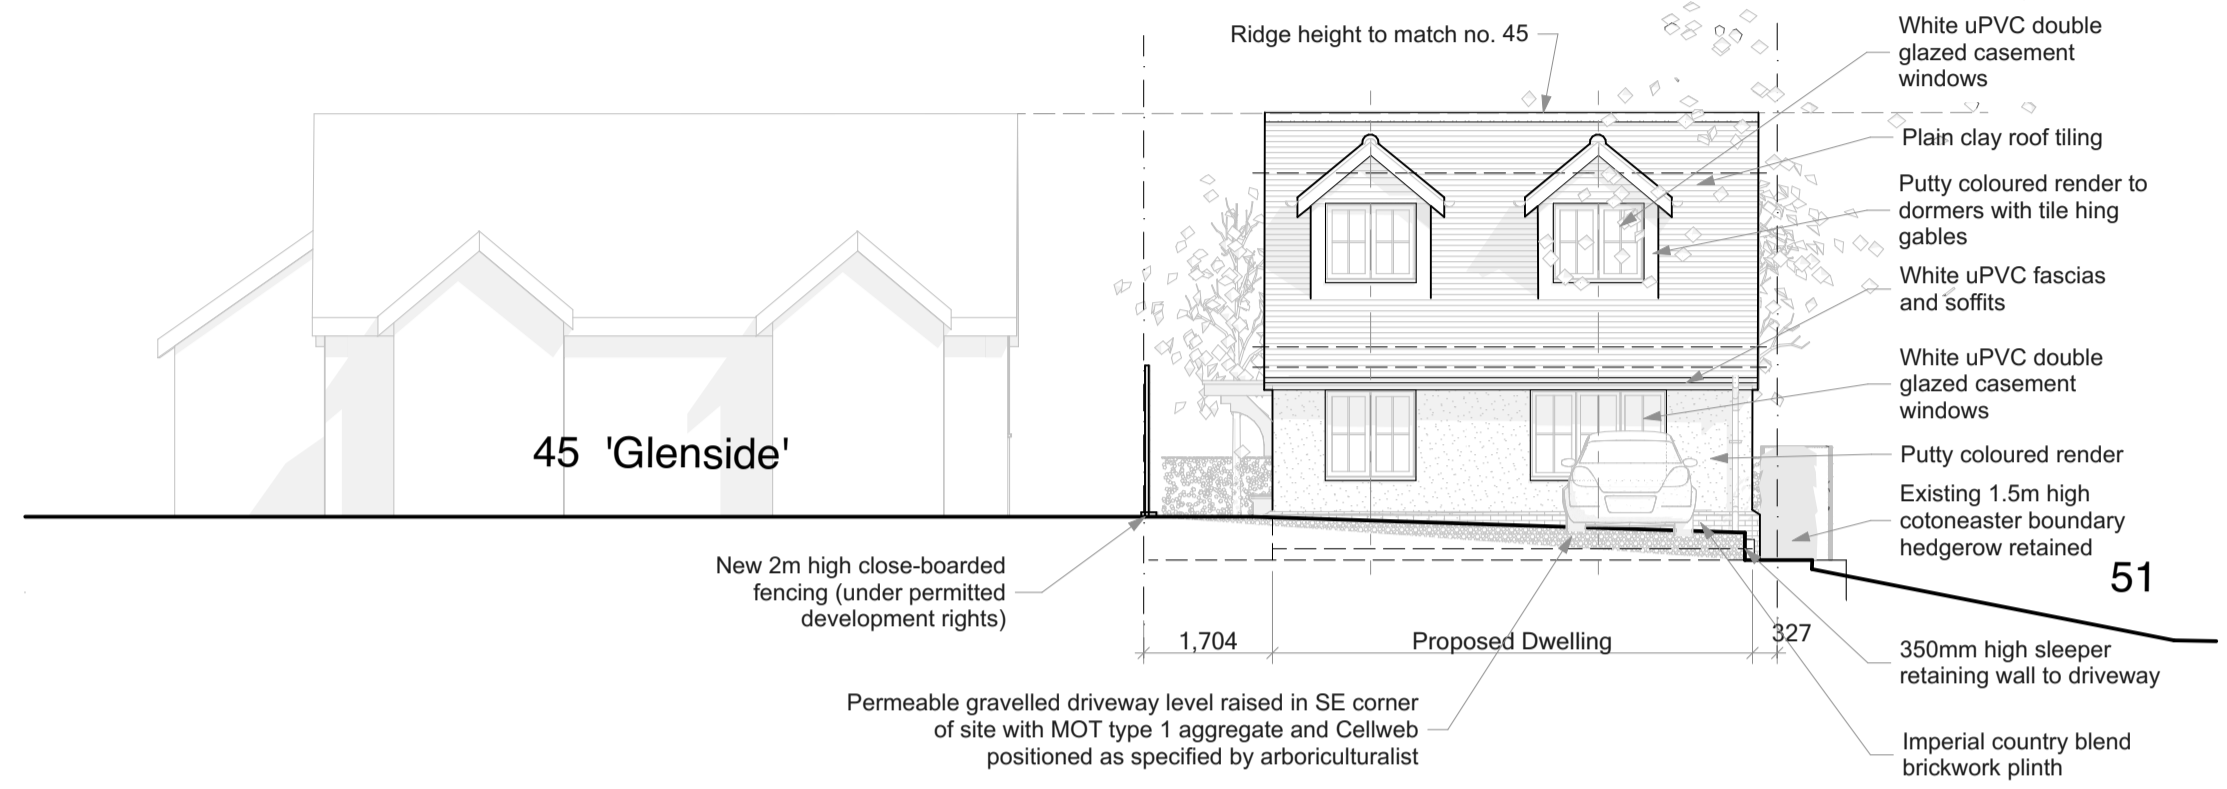 Ridge height to match no. 45
White uPVC double
glazed casement
windows
Plain clay roof tiling
Putty coloured render to
dormers with tile hing
gables
White uPVC fascias
and soffits
White uPVC double
glazed casement
windows
Putty coloured render
Existing 1.5m high
cotoneaster boundary
hedgerow retained
45 'Glenside'
51
New 2m high close-boarded
fencing (under permitted
development rights)
1,704
Proposed Dwelling
327
350mm high sleeper
retaining wall to driveway
Permeable gravelled driveway level raised in SE corner
of site with MOT type 1 aggregate and Cellweb
positioned as specified by arboriculturalist
Imperial country blend
brickwork plinth